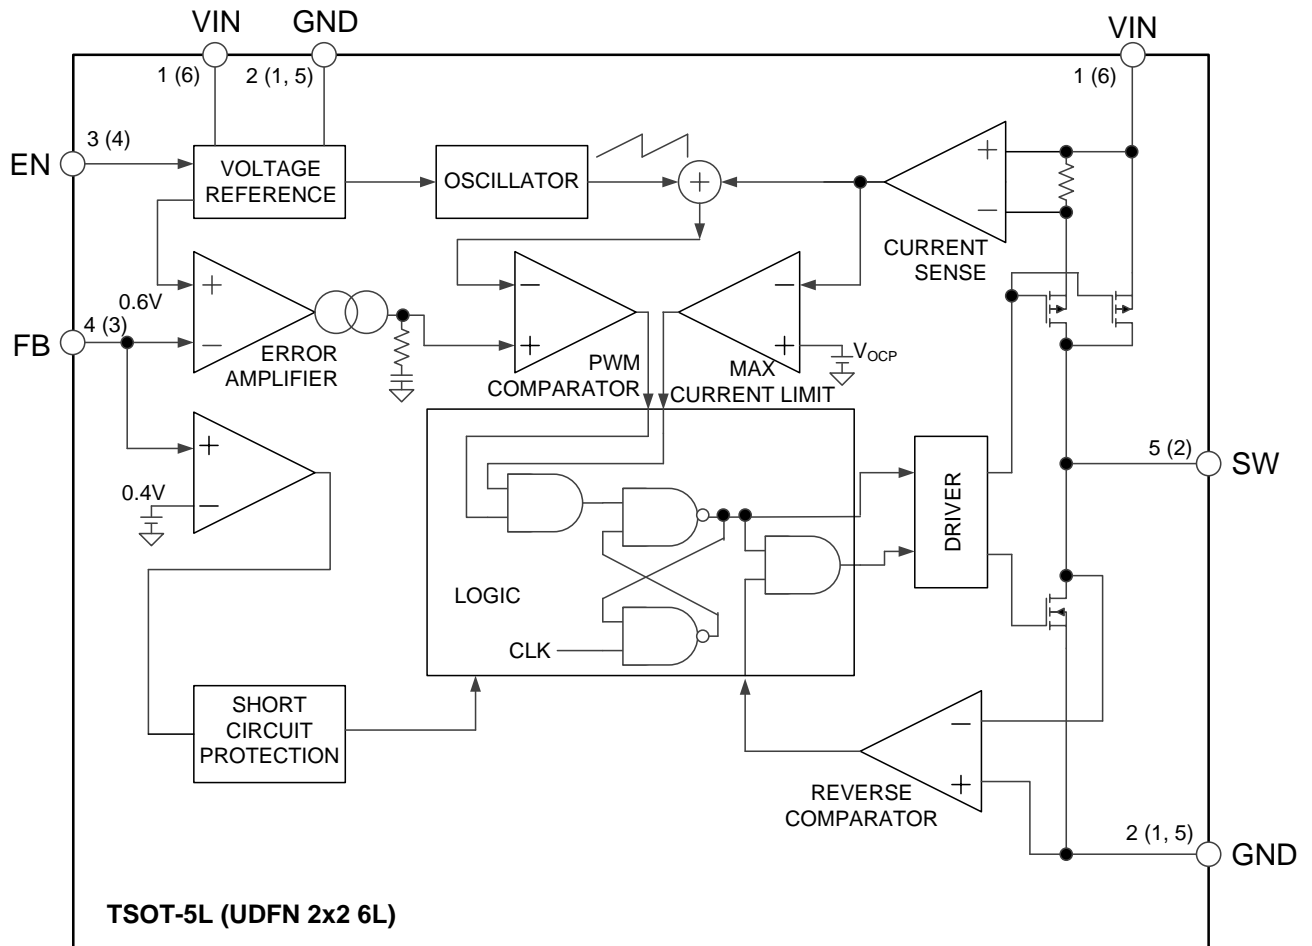 VIN
GND
VIN
1 (6)
2 (1, 5)
1 (6)
EN
3 (4)
VOLTAGE
REFERENCE
OSCILLATOR
+
+
−
CURRENT
SENSE
0.6V
+
−
ERROR
AMPLIFIER
−
+
PWM
COMPARATOR
−
+
VOCP
MAX
CURRENT LIMIT
FB
4 (3)
+
−
0.4V
LOGIC
CLK
DRIVER
5 (2)
SW
SHORT
CIRCUIT
PROTECTION
−
+
REVERSE
COMPARATOR
2 (1, 5)
GND
TSOT-5L (UDFN 2x2 6L)